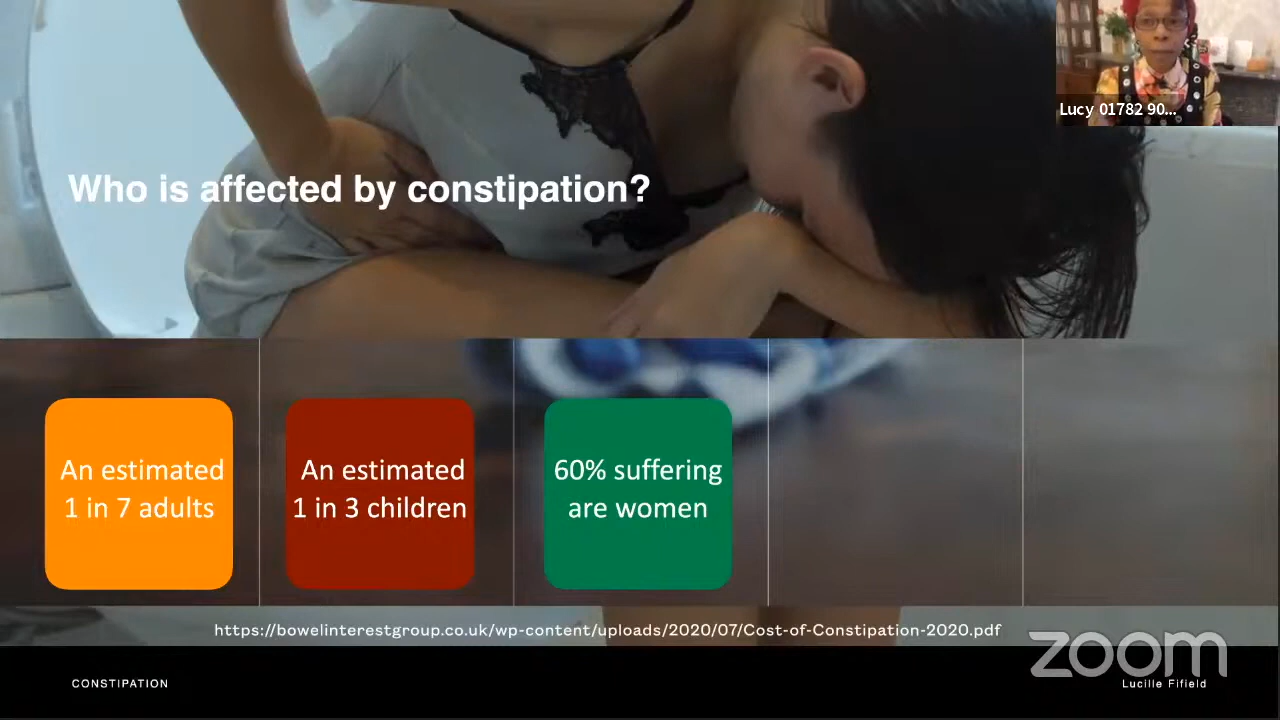 Lucy 01782 90...
Who is affected by constipation?
An estimated
1 in 7 adults
An estimated
1 in 3 children
60% suffering
are women
https://bowelinterestgroup.co.uk/wp-content/uploads/2020/07/Cost-of-Constipation-2020.pdf
zoom
CONSTIPATION
Lucille Fifield